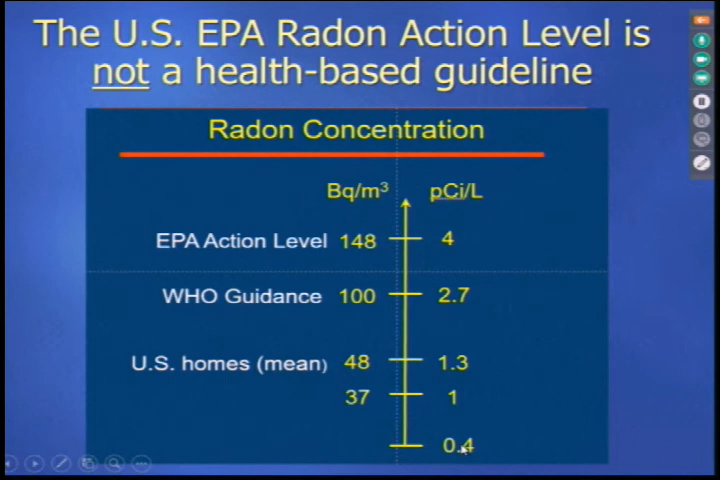 The U.S. EPA Radon Action Level is
not a health-based guideline
Radon Concentration
Bq/m³ pCi/L
EPA Action Level 148 4
WHO Guidance 100 2.7
U.S. homes (mean) 48 1.3
37 1
0.4